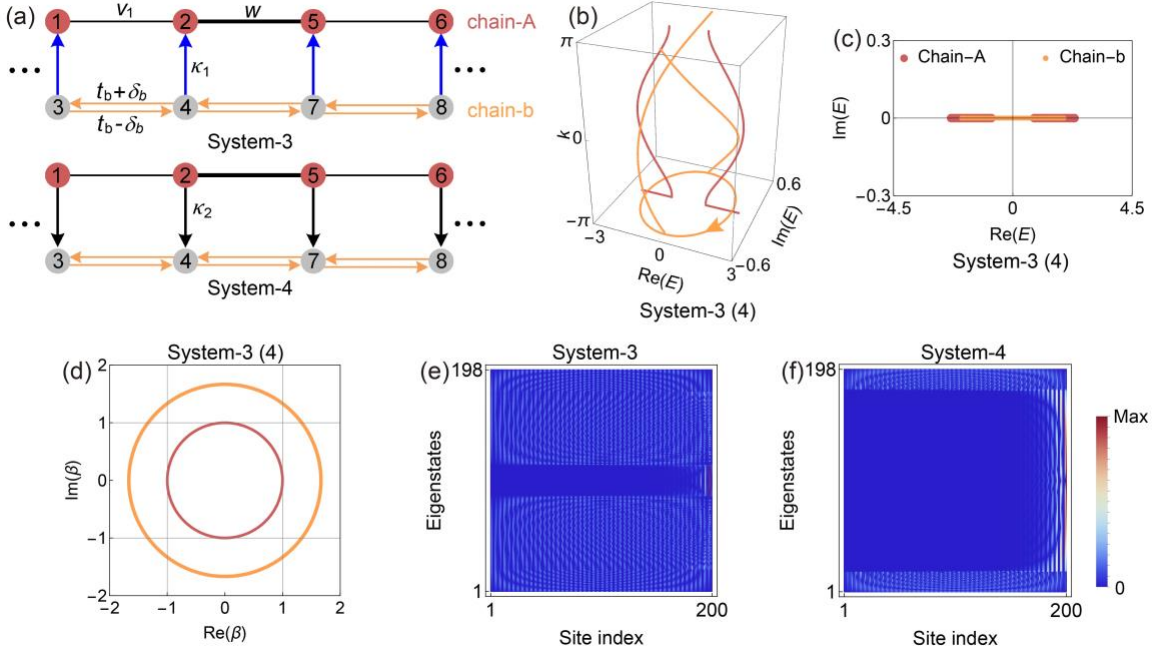 (a)
v₁
w
1
2
5
6
chain-A
κ₁
...
...
t_b+δ_b
t_b−δ_b
3
4
7
8
chain-b
System-3
1
2
5
6
κ₂
...
...
3
4
7
8
System-4
(b)
π
k
0
−π
−3
0
3
Re(E)
−0.6
0.6
Im(E)
System-3 (4)
(c)
0.3
Chain−A
Chain−b
Im(E)
0
−0.3
−4.5
0
4.5
Re(E)
System-3 (4)
(d)
System-3 (4)
2
1
0
−1
−2
Im(β)
−2
−1
0
1
2
Re(β)
(e)
System-3
198
Eigenstates
1
1
200
Site index
(f)
System-4
198
Eigenstates
1
1
200
Site index
Max
0